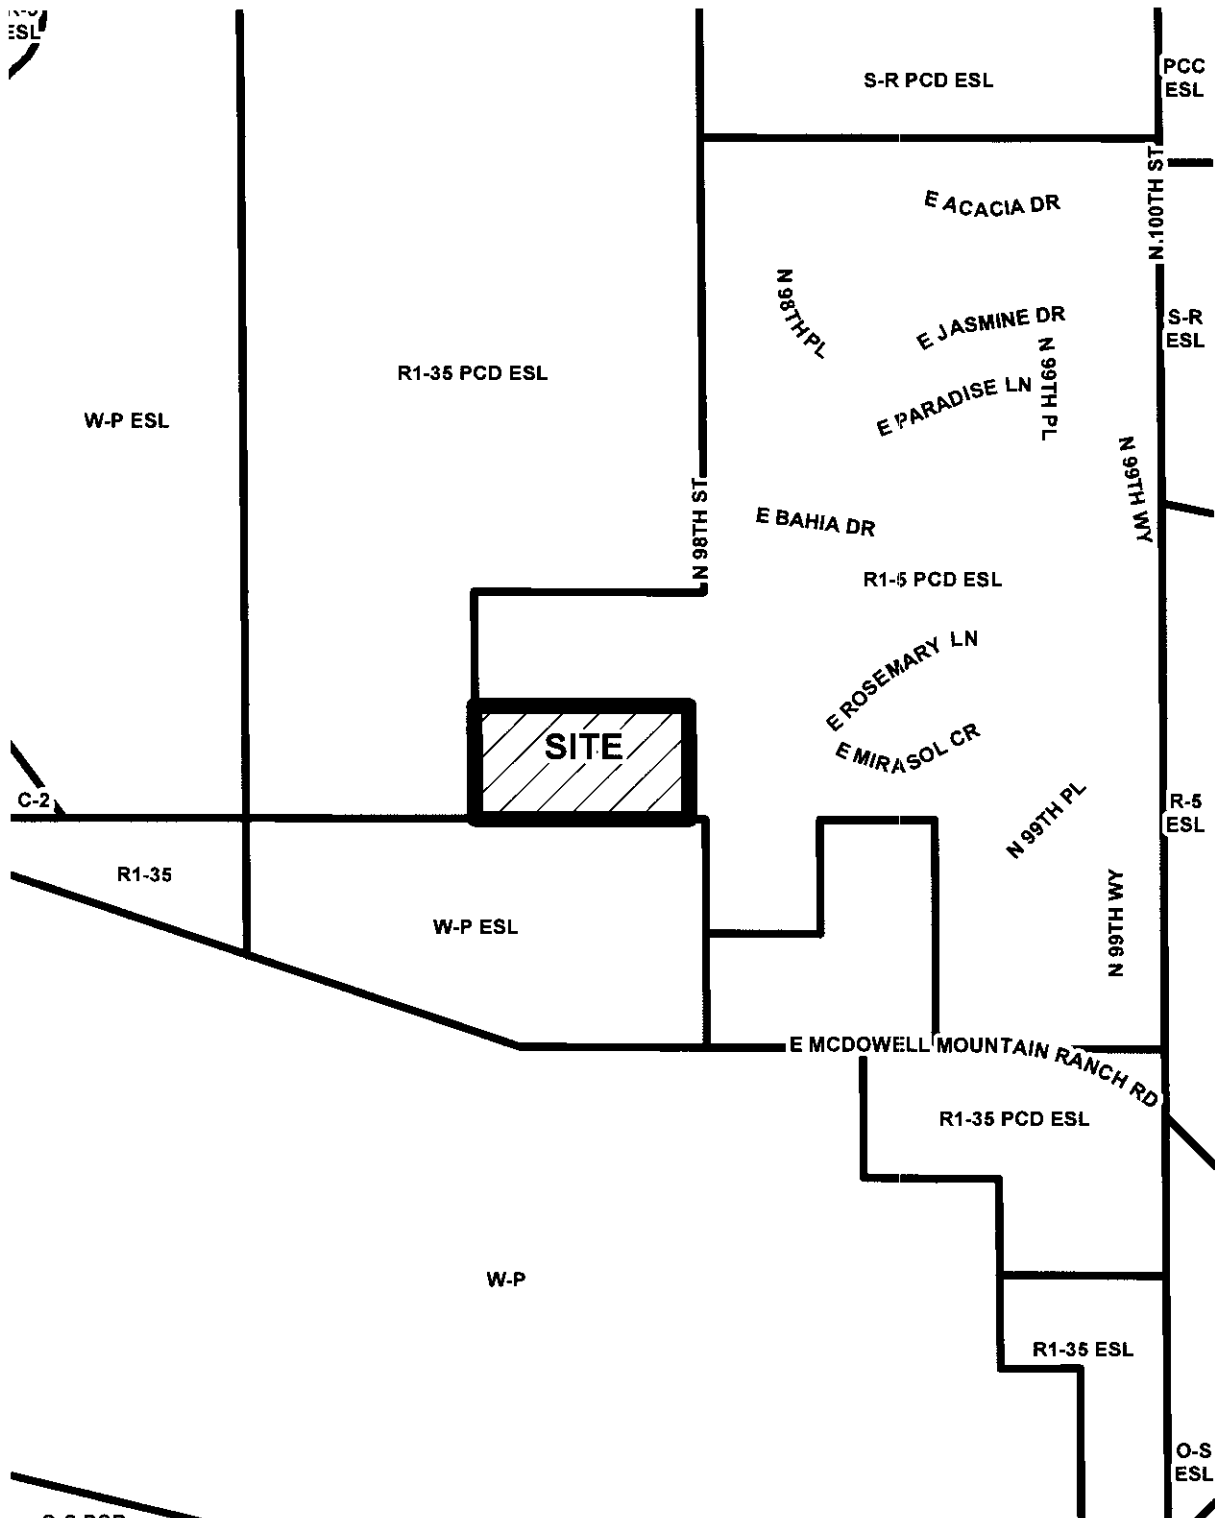 ESL
S-R PCD ESL
PCC
ESL
N 100TH ST
E ACACIA DR
N 98TH PL
E JASMINE DR
S-R
ESL
N 99TH PL
R1-35 PCD ESL
E PARADISE LN
W-P ESL
N 99TH WY
N 98TH ST
E BAHIA DR
R1-5 PCD ESL
E ROSEMARY LN
SITE
E MIRASOL CR
C-2
N 99TH PL
R-5
ESL
R1-35
W-P ESL
N 99TH WY
E MCDOWELL MOUNTAIN RANCH RD
R1-35 PCD ESL
W-P
R1-35 ESL
O-S
ESL